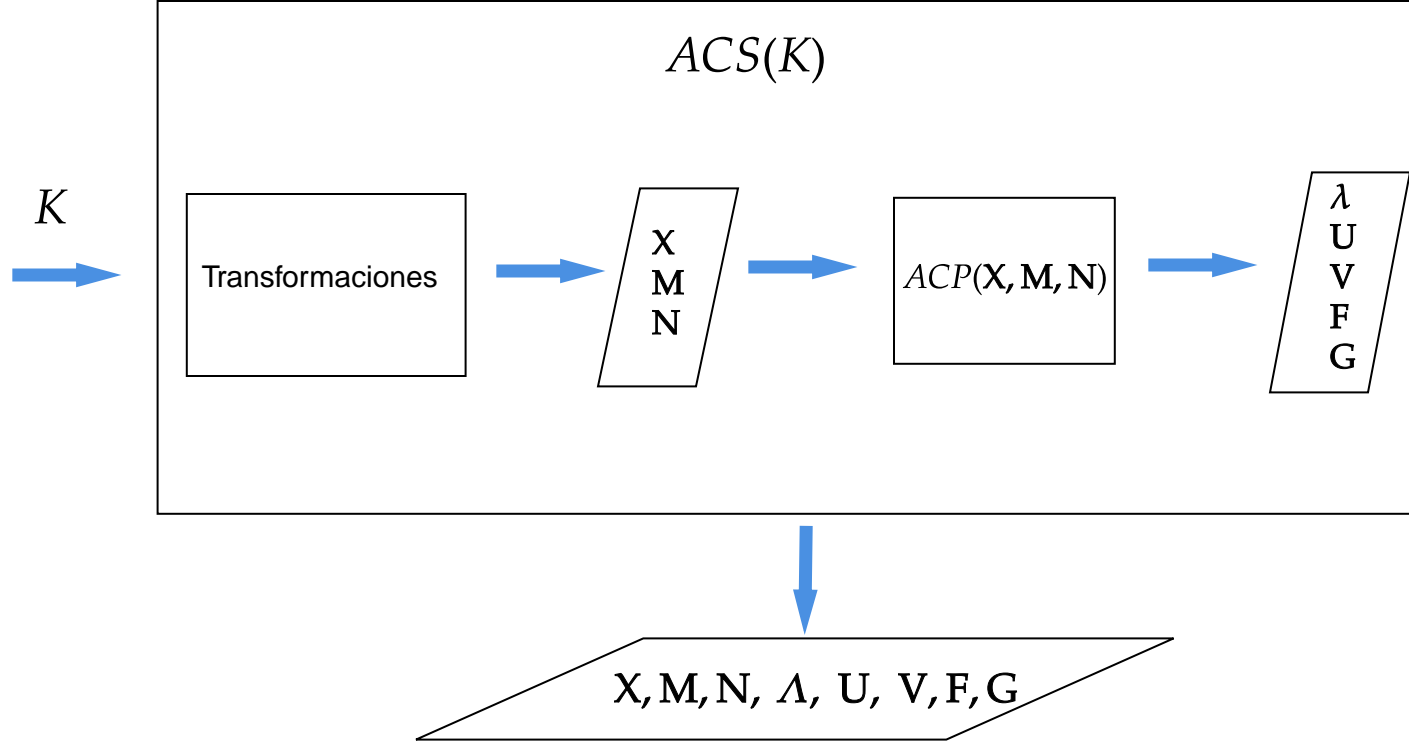 ACS(K)
K
Transformaciones
X
M
N
ACP(X, M, N)
λ
U
V
F
G
X, M, N, Λ, U, V, F, G